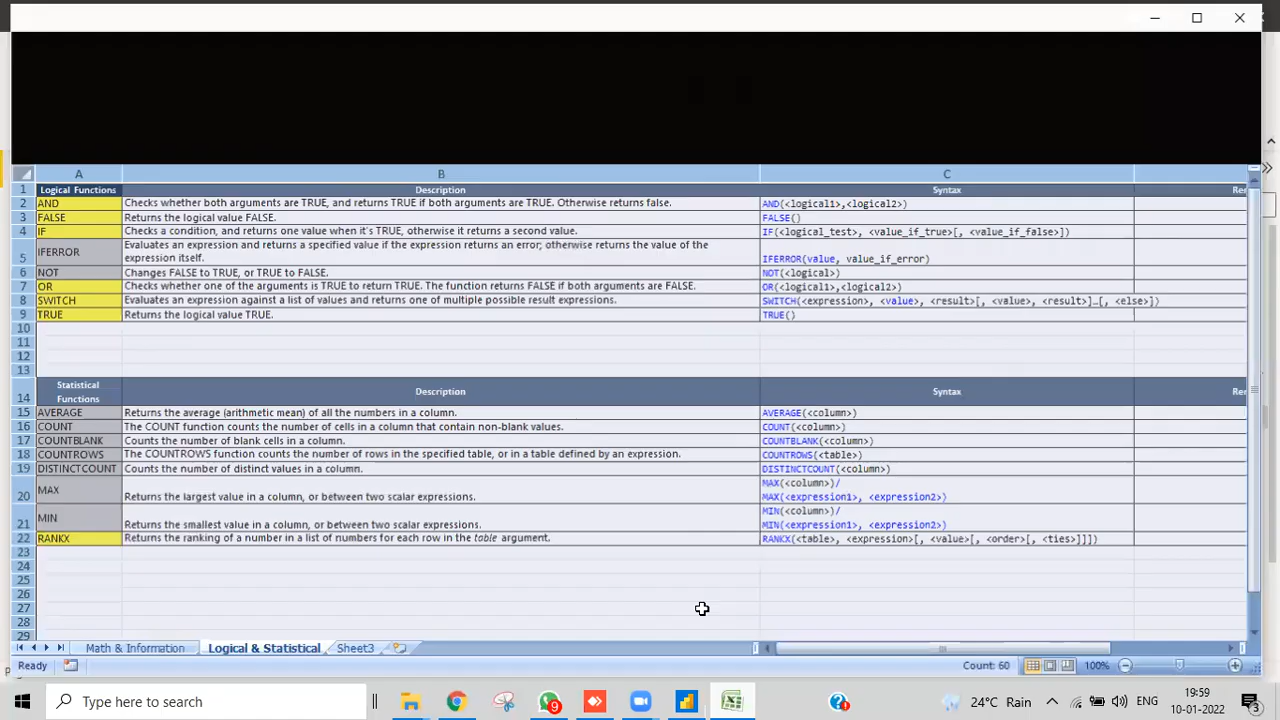 A B C
1 Logical Functions Description Syntax Rer
2 AND Checks whether both arguments are TRUE, and returns TRUE if both arguments are TRUE. Otherwise returns false. AND(<logical1>,<logical2>)
3 FALSE Returns the logical value FALSE. FALSE()
4 IF Checks a condition, and returns one value when it's TRUE, otherwise it returns a second value. IF(<logical_test>, <value_if_true>[, <value_if_false>])
5 IFERROR Evaluates an expression and returns a specified value if the expression returns an error; otherwise returns the value of the
expression itself. IFERROR(value, value_if_error)
6 NOT Changes FALSE to TRUE, or TRUE to FALSE. NOT(<logical>)
7 OR Checks whether one of the arguments is TRUE to return TRUE. The function returns FALSE if both arguments are FALSE. OR(<logical1>,<logical2>)
8 SWITCH Evaluates an expression against a list of values and returns one of multiple possible result expressions. SWITCH(<expression>, <value>, <result>[, <value>, <result>]…[, <else>])
9 TRUE Returns the logical value TRUE. TRUE()
10
11
12
13
14 Statistical
Functions Description Syntax Rer
15 AVERAGE Returns the average (arithmetic mean) of all the numbers in a column. AVERAGE(<column>)
16 COUNT The COUNT function counts the number of cells in a column that contain non-blank values. COUNT(<column>)
17 COUNTBLANK Counts the number of blank cells in a column. COUNTBLANK(<column>)
18 COUNTROWS The COUNTROWS function counts the number of rows in the specified table, or in a table defined by an expression. COUNTROWS(<table>)
19 DISTINCTCOUNT Counts the number of distinct values in a column. DISTINCTCOUNT(<column>)
20 MAX Returns the largest value in a column, or between two scalar expressions. MAX(<column>/
MAX(<expression1>, <expression2>)
21 MIN Returns the smallest value in a column, or between two scalar expressions. MIN(<column>/
MIN(<expression1>, <expression2>)
22 RANKX Returns the ranking of a number in a list of numbers for each row in the table argument. RANKX(<table>, <expression>[, <value>[, <order>[, <ties>]]])
23
24
25
26
27
28
29
Math & Information Logical & Statistical Sheet3
Ready Count: 60 100%
Type here to search 9 24°C Rain ENG 19:59
10-01-2022 3